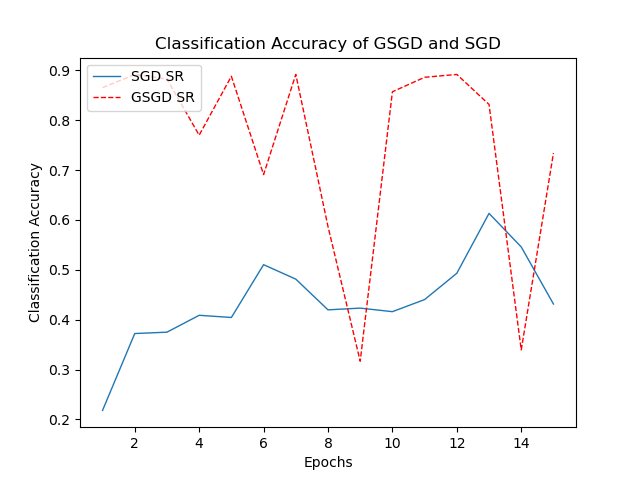 Classification Accuracy of GSGD and SGD
SGD SR
GSGD SR
Classification Accuracy
0.9
0.8
0.7
0.6
0.5
0.4
0.3
0.2
2 4 6 8 10 12 14
Epochs